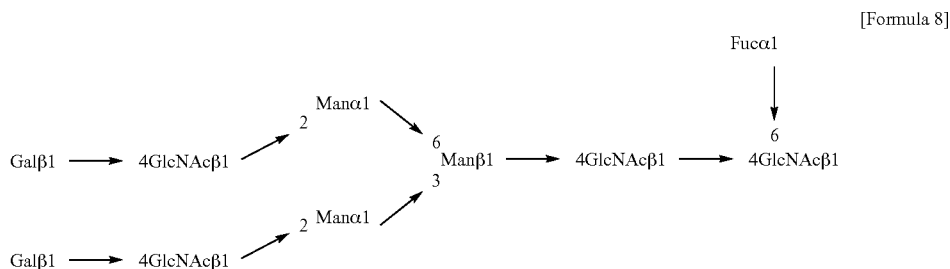 [Formula 8]
Fucα1
Manα1
2
6
6
Galβ1 4GlcNAcβ1 Manβ1 4GlcNAcβ1 4GlcNAcβ1
3
Manα1
2
Galβ1 4GlcNAcβ1